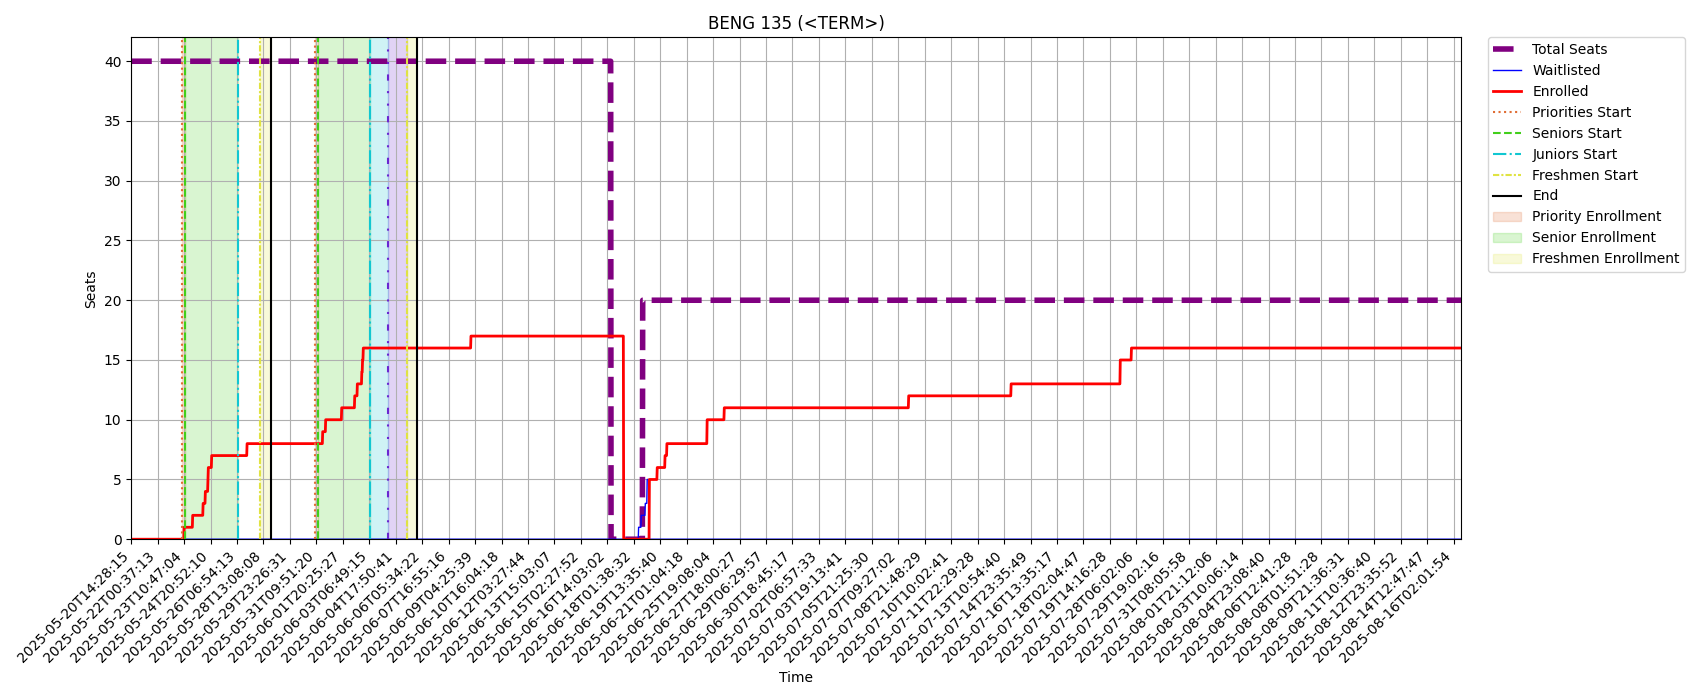 BENG 135 (<TERM>)
Seats
40
35
30
25
20
15
10
5
0
2025-05-20T14:28:15
2025-05-22T00:37:13
2025-05-23T10:47:04
2025-05-24T20:52:10
2025-05-26T06:54:13
2025-05-28T13:08:08
2025-05-29T23:26:31
2025-05-31T09:51:20
2025-06-01T20:25:27
2025-06-03T06:49:15
2025-06-04T17:50:41
2025-06-06T05:34:22
2025-06-07T16:55:16
2025-06-09T04:25:39
2025-06-10T16:04:18
2025-06-12T03:27:44
2025-06-13T15:03:07
2025-06-15T02:27:52
2025-06-16T14:03:02
2025-06-18T01:38:32
2025-06-19T13:35:40
2025-06-21T01:04:18
2025-06-25T19:08:04
2025-06-27T18:00:27
2025-06-29T06:29:57
2025-06-30T18:45:17
2025-07-02T06:57:33
2025-07-03T19:13:41
2025-07-05T21:25:30
2025-07-07T09:27:02
2025-07-08T21:48:29
2025-07-10T10:02:41
2025-07-11T22:29:28
2025-07-13T10:54:40
2025-07-14T23:35:49
2025-07-16T13:35:17
2025-07-18T02:04:47
2025-07-19T14:16:28
2025-07-28T06:02:06
2025-07-29T19:02:16
2025-07-31T08:05:58
2025-08-01T21:12:06
2025-08-03T10:06:14
2025-08-04T23:08:40
2025-08-06T12:41:28
2025-08-08T01:51:28
2025-08-09T21:36:31
2025-08-11T10:36:40
2025-08-12T23:35:52
2025-08-14T12:47:47
2025-08-16T02:01:54
Time
Total Seats
Waitlisted
Enrolled
Priorities Start
Seniors Start
Juniors Start
Freshmen Start
End
Priority Enrollment
Senior Enrollment
Freshmen Enrollment